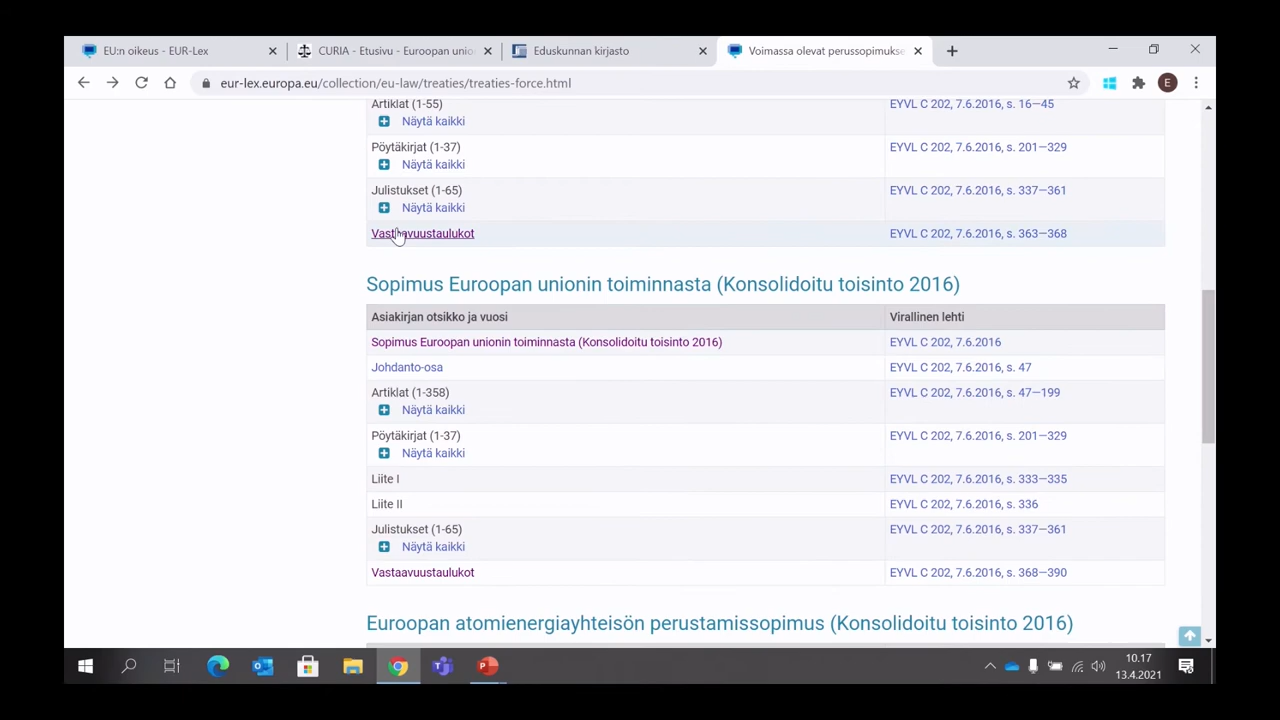 EU:n oikeus - EUR-Lex
CURIA - Etusivu - Euroopan unio
Eduskunnan kirjasto
Voimassa olevat perussopimukse
eur-lex.europa.eu/collection/eu-law/treaties/treaties-force.html
E
Artiklat (1-55)
EYVL C 202, 7.6.2016, s. 16—45
Näytä kaikki
Pöytäkirjat (1-37)
EYVL C 202, 7.6.2016, s. 201—329
Näytä kaikki
Julistukset (1-65)
EYVL C 202, 7.6.2016, s. 337—361
Näytä kaikki
Vastaavuustaulukot
EYVL C 202, 7.6.2016, s. 363—368
Sopimus Euroopan unionin toiminnasta (Konsolidoitu toisinto 2016)
Asiakirjan otsikko ja vuosi
Virallinen lehti
Sopimus Euroopan unionin toiminnasta (Konsolidoitu toisinto 2016)
EYVL C 202, 7.6.2016
Johdanto-osa
EYVL C 202, 7.6.2016, s. 47
Artiklat (1-358)
EYVL C 202, 7.6.2016, s. 47—199
Näytä kaikki
Pöytäkirjat (1-37)
EYVL C 202, 7.6.2016, s. 201—329
Näytä kaikki
Liite I
EYVL C 202, 7.6.2016, s. 333—335
Liite II
EYVL C 202, 7.6.2016, s. 336
Julistukset (1-65)
EYVL C 202, 7.6.2016, s. 337—361
Näytä kaikki
Vastaavuustaulukot
EYVL C 202, 7.6.2016, s. 368—390
Euroopan atomienergiayhteisön perustamissopimus (Konsolidoitu toisinto 2016)
10.17
13.4.2021